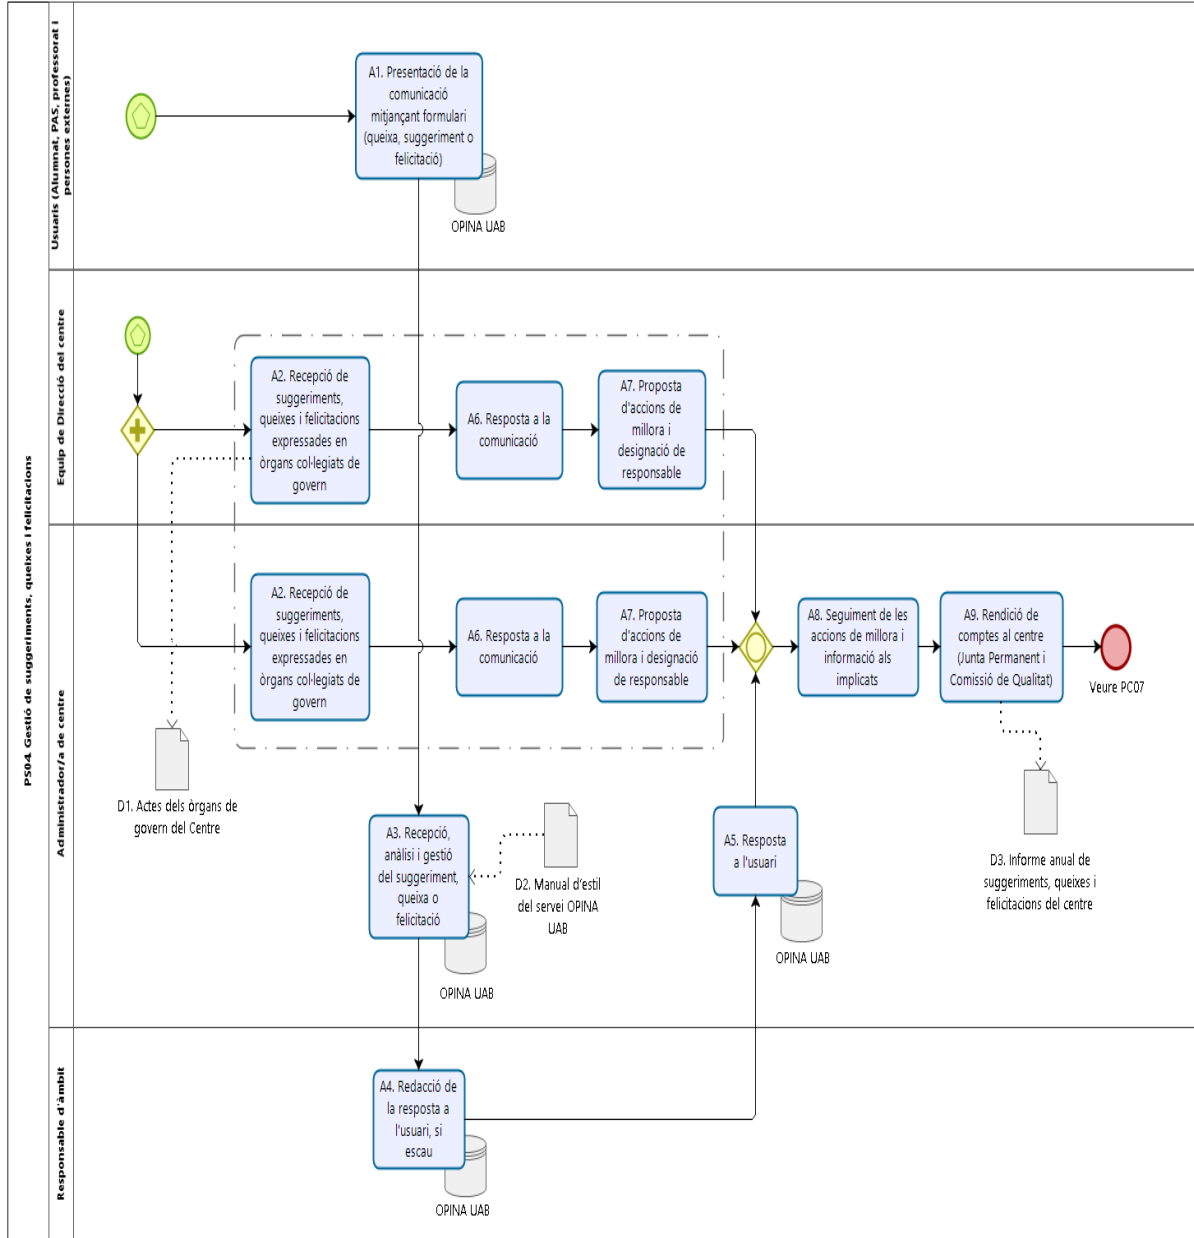 PS04. Gestió de suggeriments, queixes i felicitacions
Usuaris (Alumnat, PAS, professorat i
persones externes)
A1. Presentació de la
comunicació
mitjançant formulari
(queixa, suggeriment o
felicitació)
OPINA UAB
Equip de Direcció del centre
A2. Recepció de
suggeriments,
queixes i felicitacions
expressades en
òrgans col·legiats de
govern
A6. Resposta a la
comunicació
A7. Proposta
d'accions de
millora i
designació de
responsable
Administrador/a de centre
A2. Recepció de
suggeriments,
queixes i felicitacions
expressades en
òrgans col·legiats de
govern
A6. Resposta a la
comunicació
A7. Proposta
d'accions de
millora i designació
de responsable
A8. Seguiment de les
accions de millora i
informació als
implicats
A9. Rendició de
comptes al centre
(Junta Permanent i
Comissió de Qualitat)
Veure PC07
D1. Actes dels òrgans de
govern del Centre
A3. Recepció,
anàlisi i gestió
del suggeriment,
queixa o
felicitació
OPINA UAB
D2. Manual d'estil
del servei OPINA
UAB
A5. Resposta
a l'usuari
OPINA UAB
D3. Informe anual de
suggeriments, queixes i
felicitacions del centre
Responsable d'àmbit
A4. Redacció de
la resposta a
l'usuari, si
escau
OPINA UAB